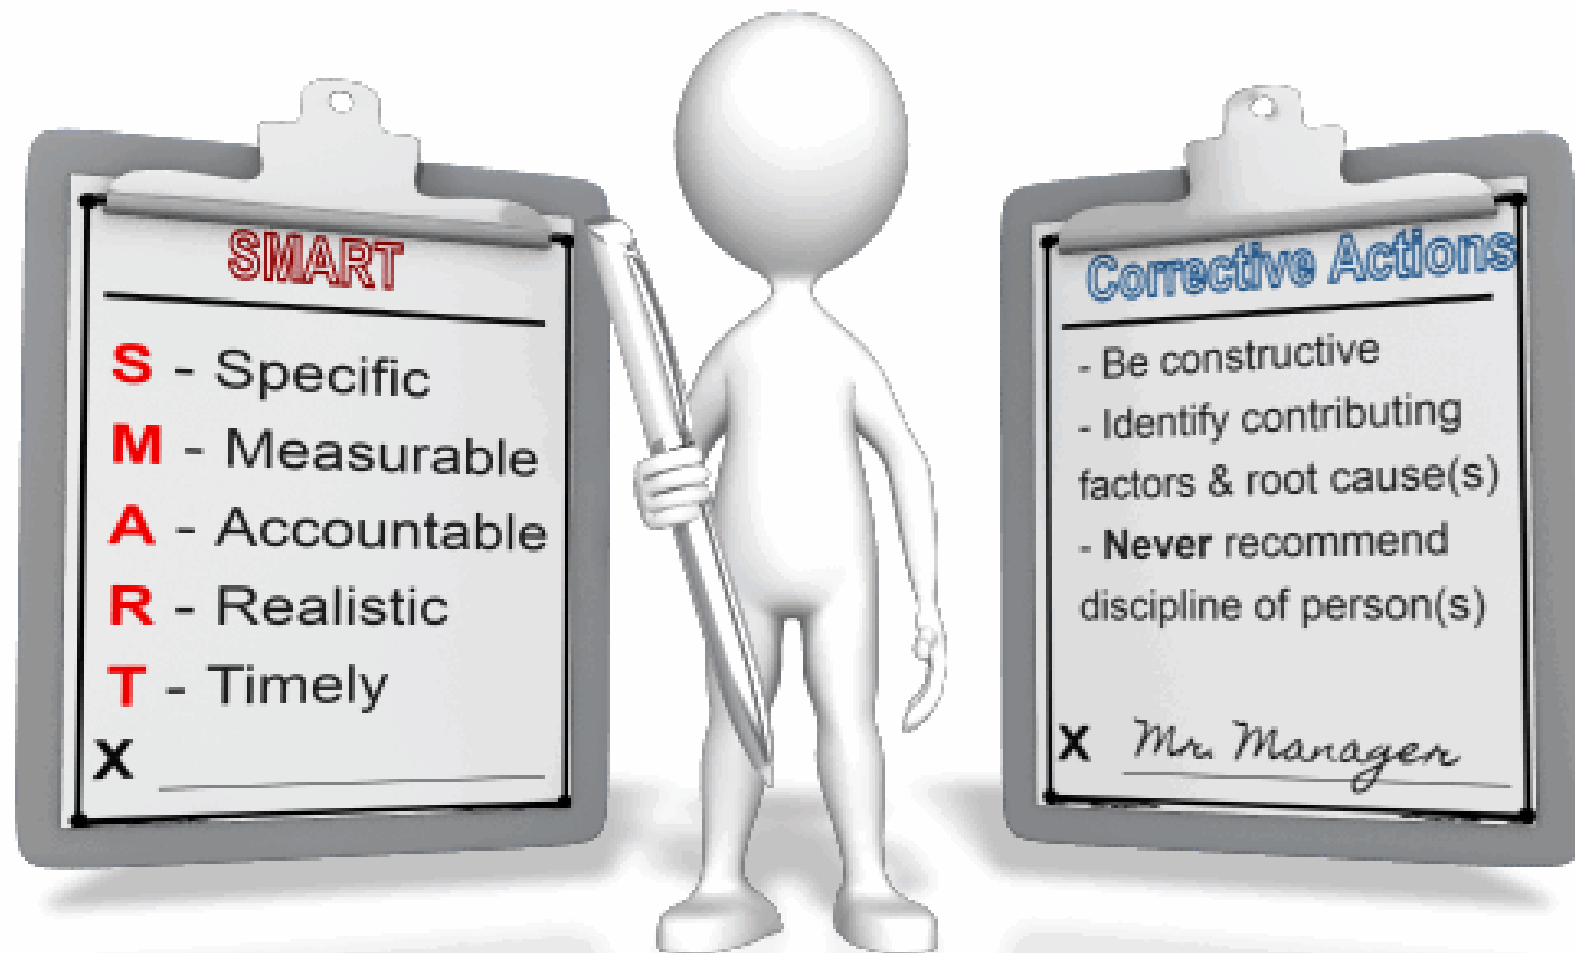 SMART
S - Specific
M - Measurable
A - Accountable
R - Realistic
T - Timely
X
Corrective Actions
- Be constructive
- Identify contributing
factors & root cause(s)
- Never recommend
discipline of person(s)
X Mr. Manager